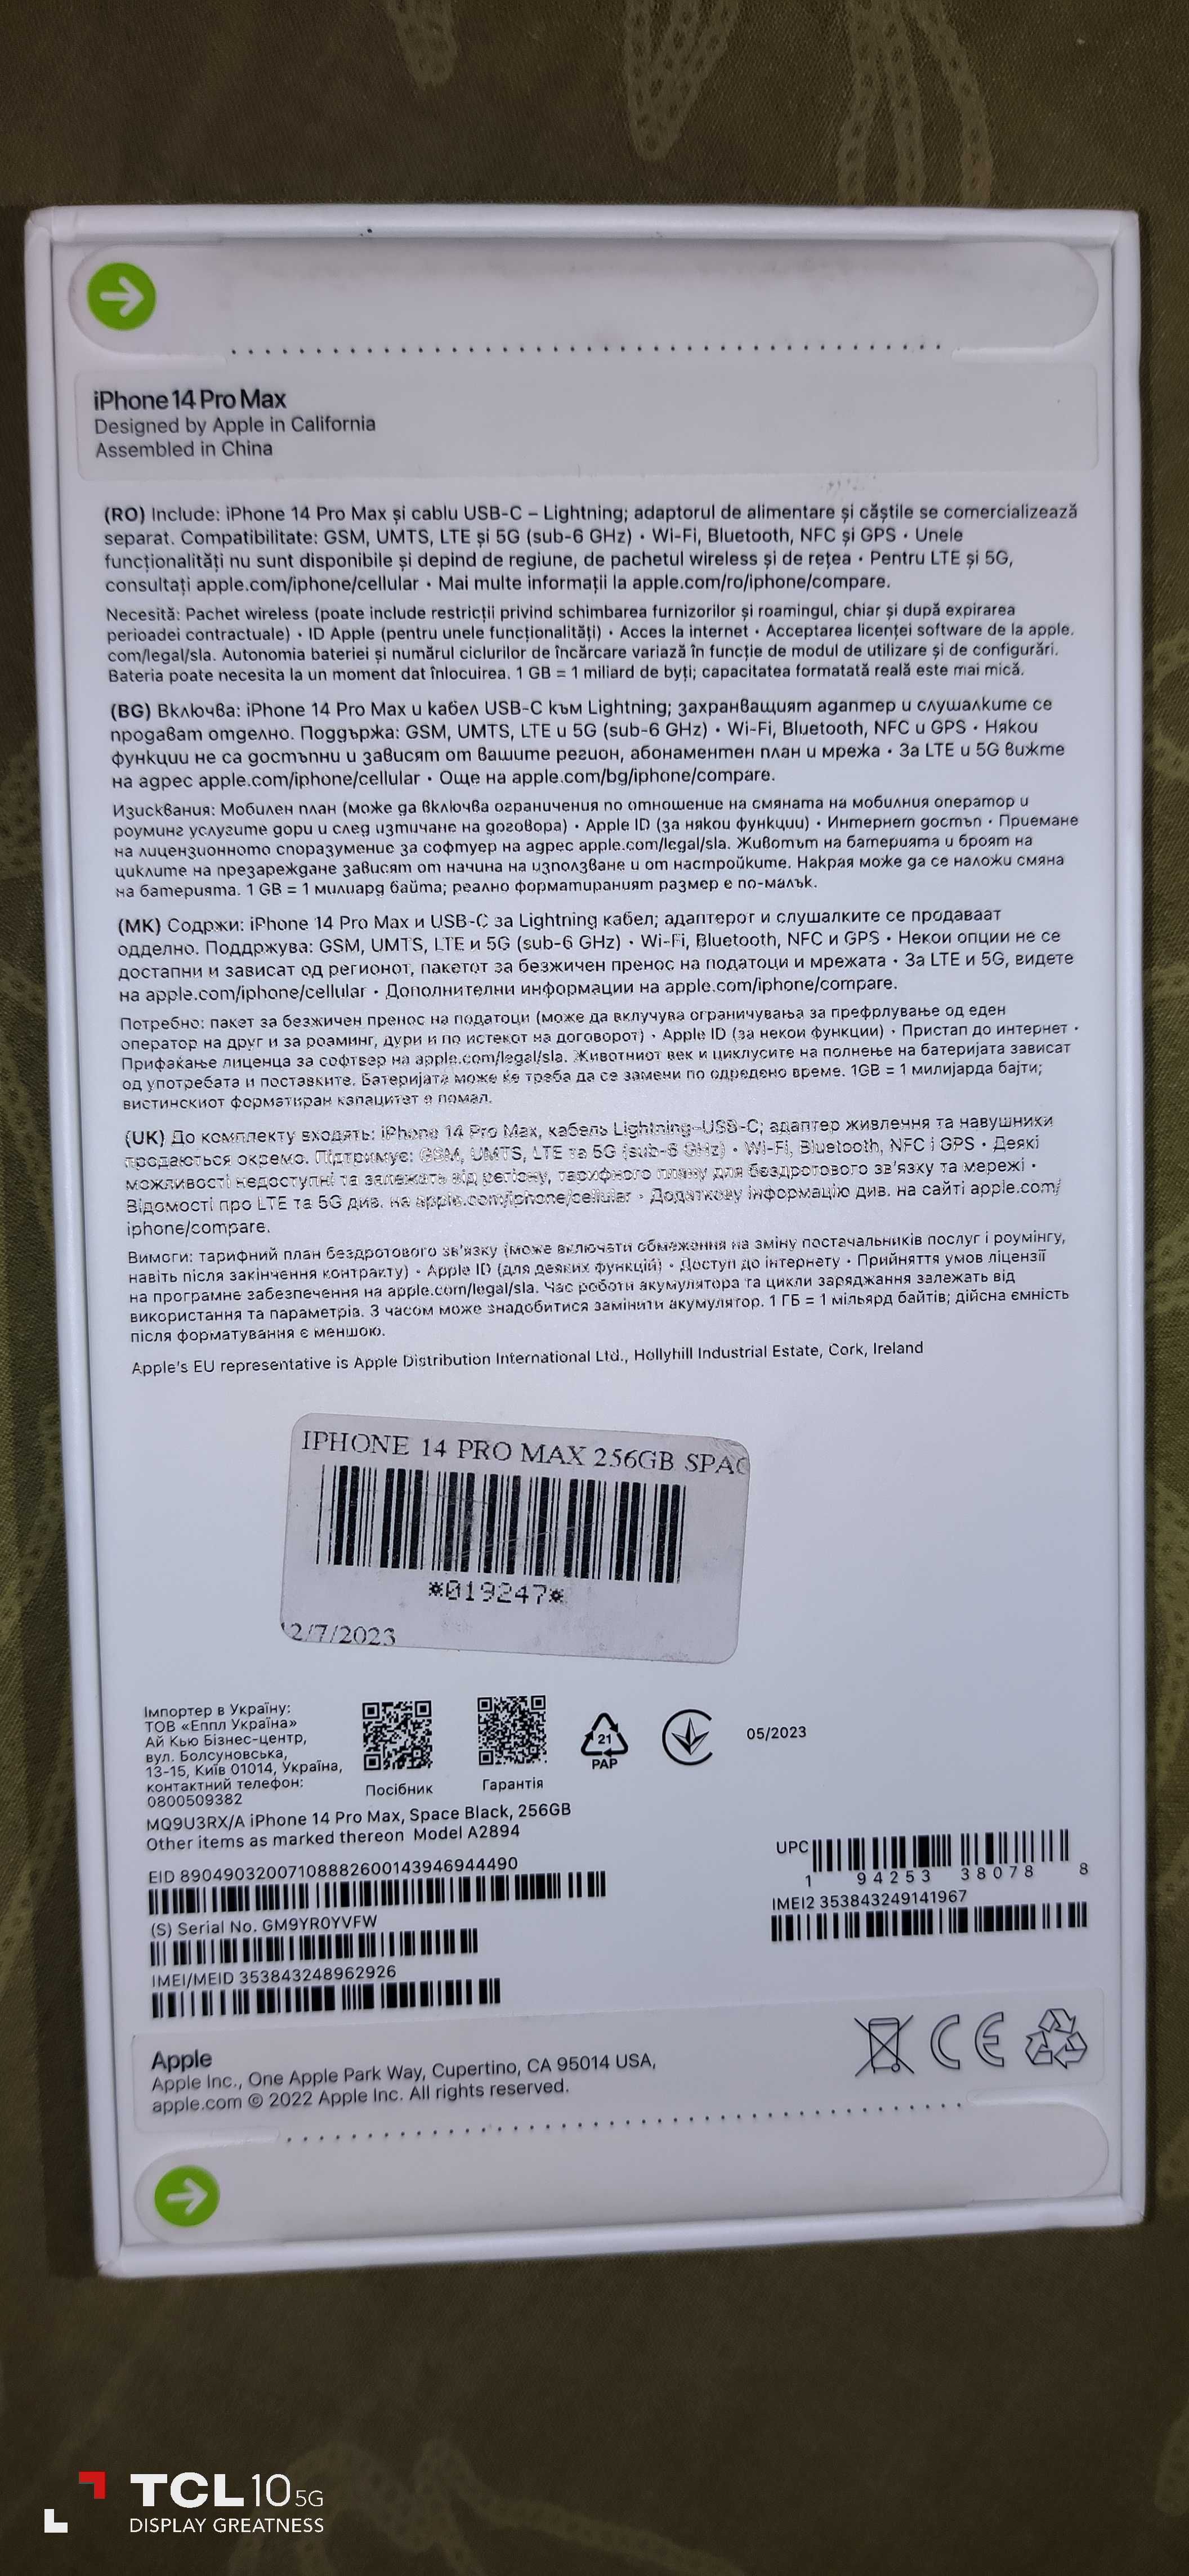 iPhone 14 Pro Max
Designed by Apple in California
Assembled in China
(RO) Include: iPhone 14 Pro Max și cablu USB-C – Lightning; adaptorul de alimentare și căștile se comercializează
separat. Compatibilitate: GSM, UMTS, LTE și 5G (sub-6 GHz) • Wi-Fi, Bluetooth, NFC și GPS • Unele
funcționalități nu sunt disponibile și depind de regiune, de pachetul wireless și de rețea • Pentru LTE și 5G,
consultați apple.com/iphone/cellular • Mai multe informații la apple.com/ro/iphone/compare.
Necesită: Pachet wireless (poate include restricții privind schimbarea furnizorilor și roamingul, chiar și după expirarea
perioadei contractuale) • ID Apple (pentru unele funcționalități) • Acces la internet • Acceptarea licenței software de la apple.
com/legal/sla. Autonomia bateriei și numărul ciclurilor de încărcare variază în funcție de modul de utilizare și de configurări.
Bateria poate necesita la un moment dat înlocuirea. 1 GB = 1 miliard de byți; capacitatea formatată reală este mai mică.
(BG) Включва: iPhone 14 Pro Max и кабел USB-C към Lightning; захранващият адаптер и слушалките се
продават отделно. Поддържа: GSM, UMTS, LTE и 5G (sub-6 GHz) • Wi-Fi, Bluetooth, NFC и GPS • Някои
функции не са достъпни и зависят от вашите регион, абонаментен план и мрежа • За LTE и 5G вижте
на адрес apple.com/iphone/cellular • Още на apple.com/bg/iphone/compare.
Изисквания: Мобилен план (може да включва ограничения по отношение на смяната на мобилния оператор и
роуминг услугите дори и след изтичане на договора) • Apple ID (за някои функции) • Интернет достъп • Приемане
на лицензионното споразумение за софтуер на адрес apple.com/legal/sla. Животът на батерията и броят на
циклите на презареждане зависят от начина на използване и от настройките. Накрая може да се наложи смяна
на батерията. 1 GB = 1 милиард байта; реално форматираният размер е по-малък.
(MK) Содржи: iPhone 14 Pro Max и USB-C за Lightning кабел; адаптерот и слушалките се продаваат
одделно. Поддржува: GSM, UMTS, LTE и 5G (sub-6 GHz) • Wi-Fi, Bluetooth, NFC и GPS • Некои опции не се
достапни и зависат од регионот, пакетот за безжичен пренос на податоци и мрежата • За LTE и 5G, видете
на apple.com/iphone/cellular • Дополнителни информации на apple.com/iphone/compare.
Потребно: пакет за безжичен пренос на податоци (може да вклучува ограничувања за префрлување од еден
оператор на друг и за роаминг, дури и по истекот на договорот) • Apple ID (за некои функции) • Пристап до интернет •
Прифаќање лиценца за софтвер на apple.com/legal/sla. Животниот век и циклусите на полнење на батеријата зависат
од употребата и поставките. Батеријата може ќе треба да се замени по одредено време. 1GB = 1 милијарда бајти;
вистинскиот форматиран капацитет е помал.
(UK) До комплекту входять: iPhone 14 Pro Max, кабель Lightning–USB-C; адаптер живлення та навушники
продаються окремо. Підтримує: GSM, UMTS, LTE та 5G (sub-6 GHz) • Wi-Fi, Bluetooth, NFC і GPS • Деякі
можливості недоступні та залежать від регіону, тарифного плану для бездротового зв'язку та мережі •
Відомості про LTE та 5G див. на apple.com/iphone/cellular • Додаткову інформацію див. на сайті apple.com/
iphone/compare.
Вимоги: тарифний план бездротового зв'язку (може включати обмеження на зміну постачальників послуг і роумінгу,
навіть після закінчення контракту) • Apple ID (для деяких функцій) • Доступ до інтернету • Прийняття умов ліцензії
на програмне забезпечення на apple.com/legal/sla. Час роботи акумулятора та цикли заряджання залежать від
використання та параметрів. З часом може знадобитися замінити акумулятор. 1 ГБ = 1 мільярд байтів; дійсна ємність
після форматування є меншою.
Apple's EU representative is Apple Distribution International Ltd., Hollyhill Industrial Estate, Cork, Ireland
IPHONE 14 PRO MAX 256GB SPAC
*019247*
12/7/2023
Імпортер в Україну:
ТОВ «Еппл Україна»
Ай Кью Бізнес-центр,
вул. Болсуновська,
13-15, Київ 01014, Україна,
контактний телефон:
0800509382
Посібник
Гарантія
21
PAP
05/2023
MQ9U3RX/A iPhone 14 Pro Max, Space Black, 256GB
Other items as marked thereon Model A2894
EID 89049032007108882600143946944490
(S) Serial No. GM9YR0YVFW
IMEI/MEID 353843248962926
UPC
1 94253 38078 8
IMEI2 353843249141967
Apple
Apple Inc., One Apple Park Way, Cupertino, CA 95014 USA,
apple.com © 2022 Apple Inc. All rights reserved.
CE
TCL 10 5G
DISPLAY GREATNESS